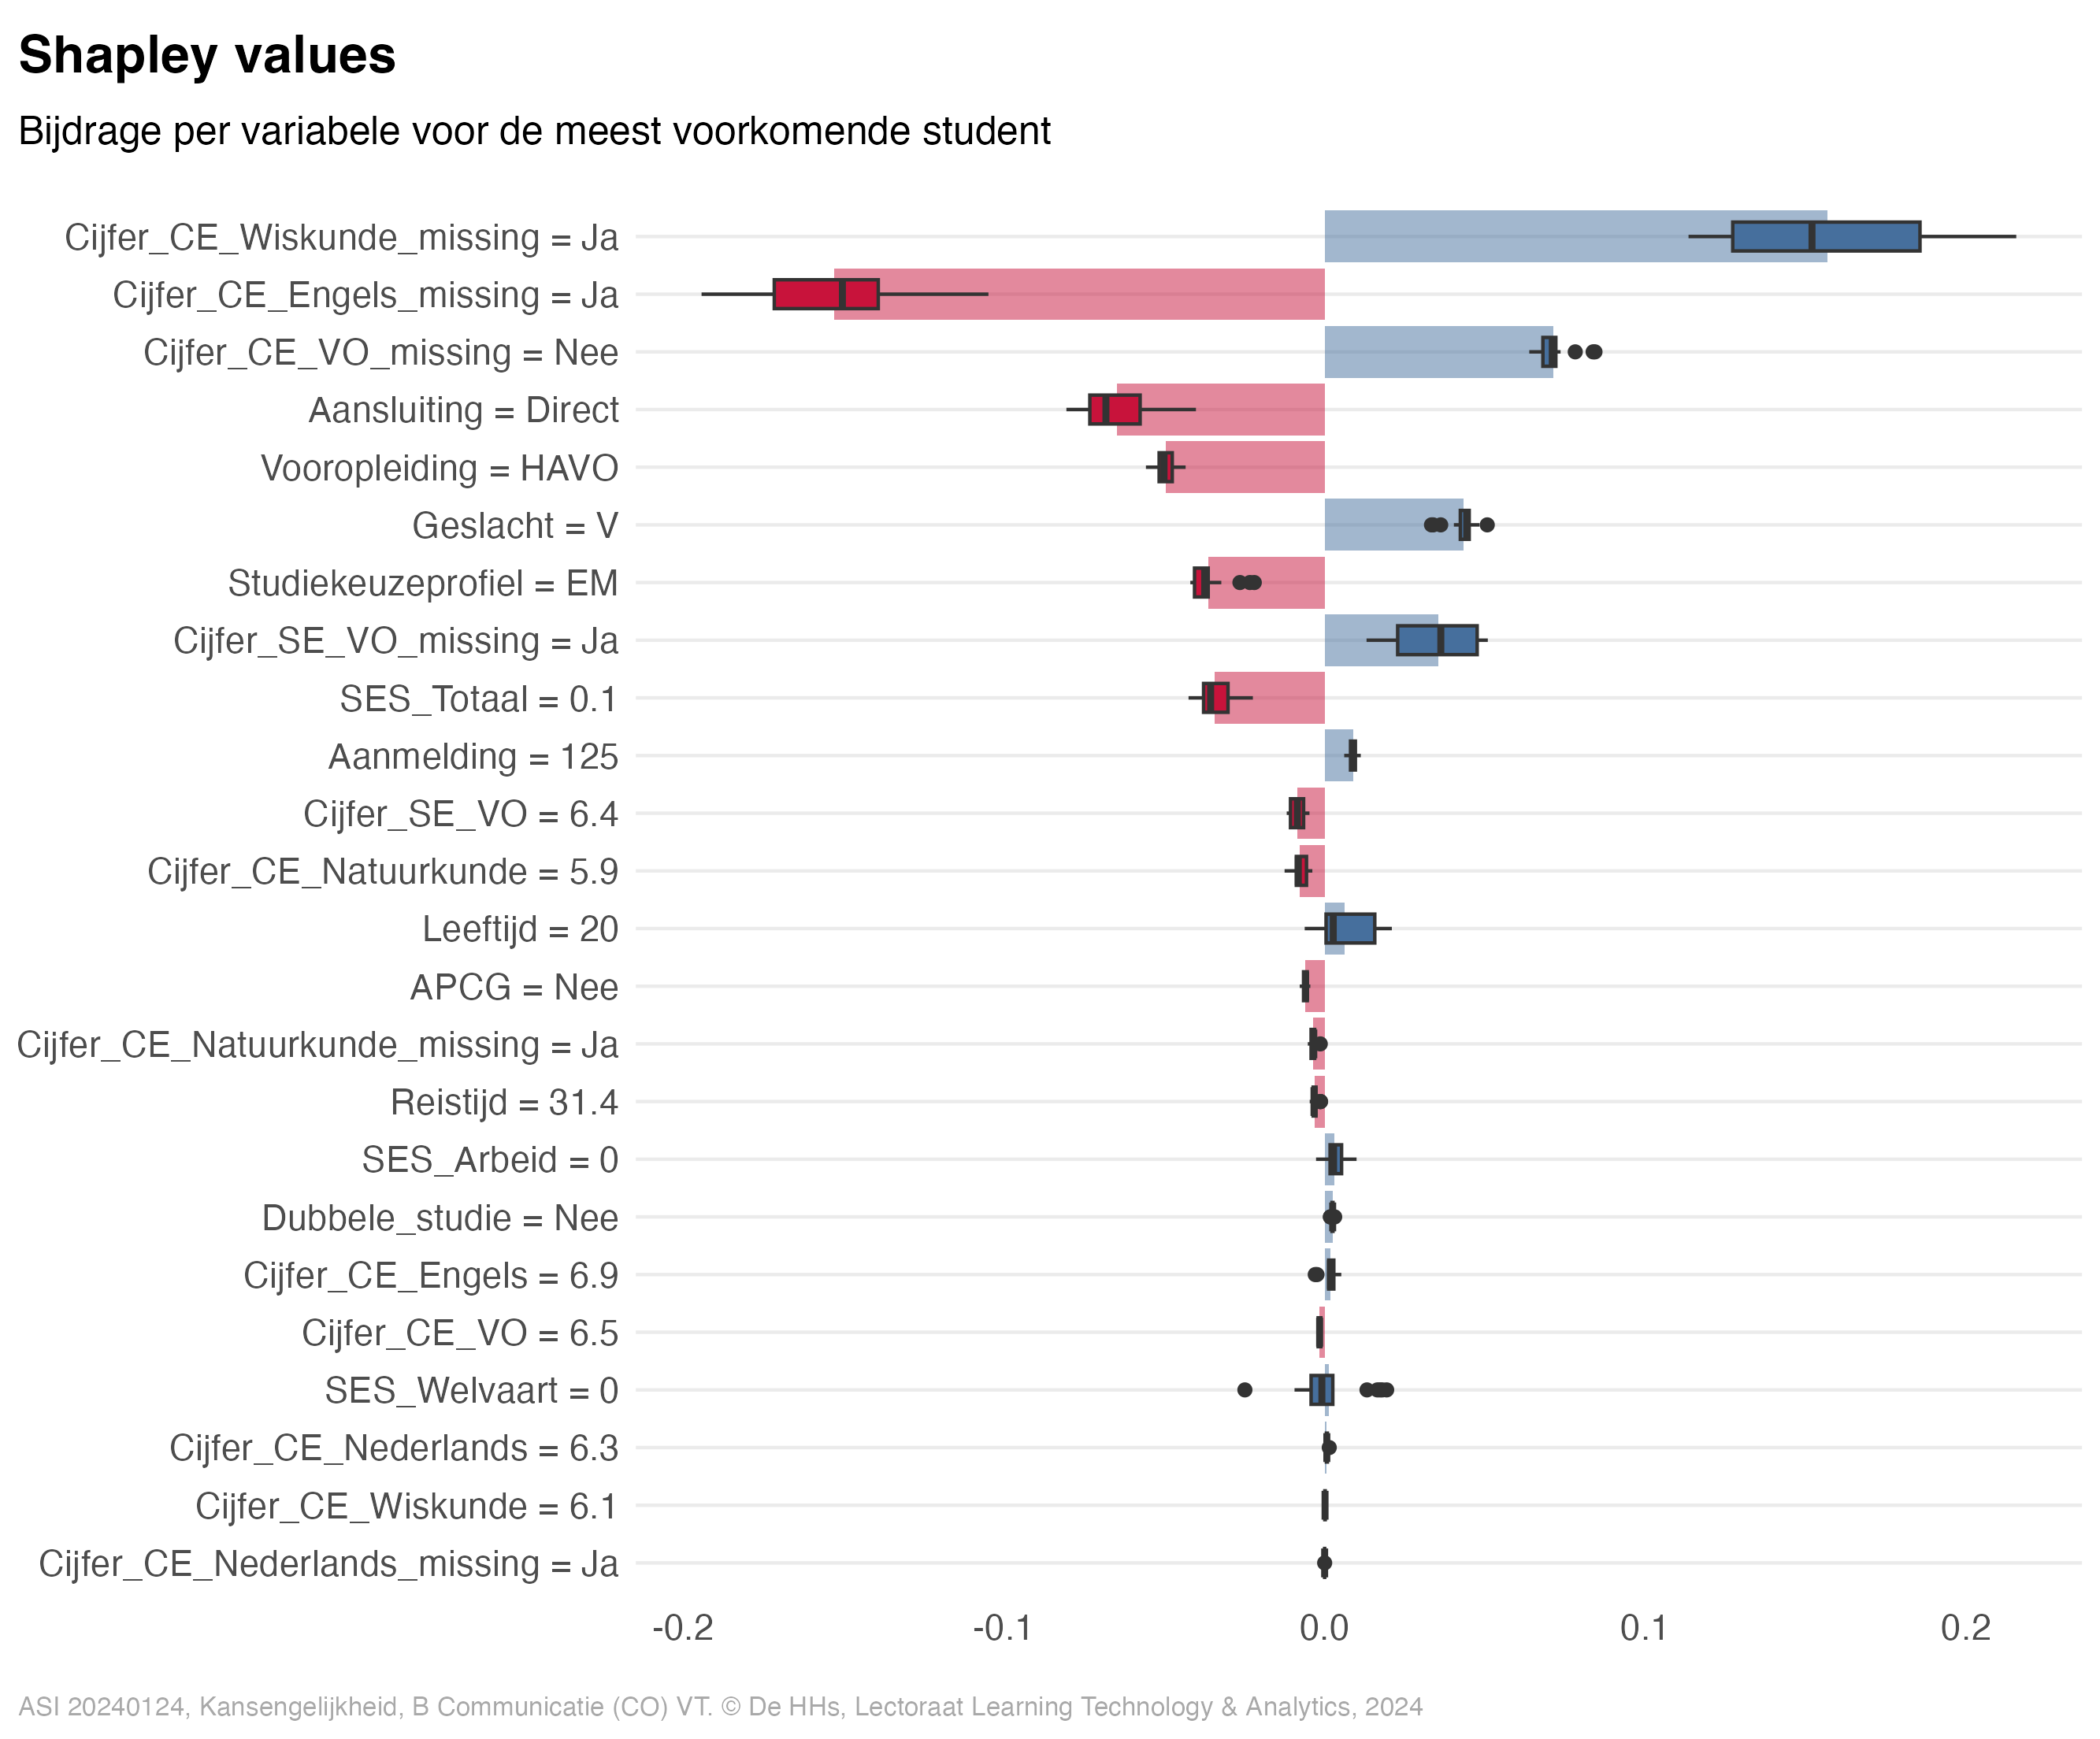 Shapley values
Bijdrage per variabele voor de meest voorkomende student
Cijfer_CE_Wiskunde_missing = Ja
Cijfer_CE_Engels_missing = Ja
Cijfer_CE_VO_missing = Nee
Aansluiting = Direct
Vooropleiding = HAVO
Geslacht = V
Studiekeuzeprofiel = EM
Cijfer_SE_VO_missing = Ja
SES_Totaal = 0.1
Aanmelding = 125
Cijfer_SE_VO = 6.4
Cijfer_CE_Natuurkunde = 5.9
Leeftijd = 20
APCG = Nee
Cijfer_CE_Natuurkunde_missing = Ja
Reistijd = 31.4
SES_Arbeid = 0
Dubbele_studie = Nee
Cijfer_CE_Engels = 6.9
Cijfer_CE_VO = 6.5
SES_Welvaart = 0
Cijfer_CE_Nederlands = 6.3
Cijfer_CE_Wiskunde = 6.1
Cijfer_CE_Nederlands_missing = Ja
-0.2 -0.1 0.0 0.1 0.2
ASI 20240124, Kansengelijkheid, B Communicatie (CO) VT. © De HHs, Lectoraat Learning Technology & Analytics, 2024